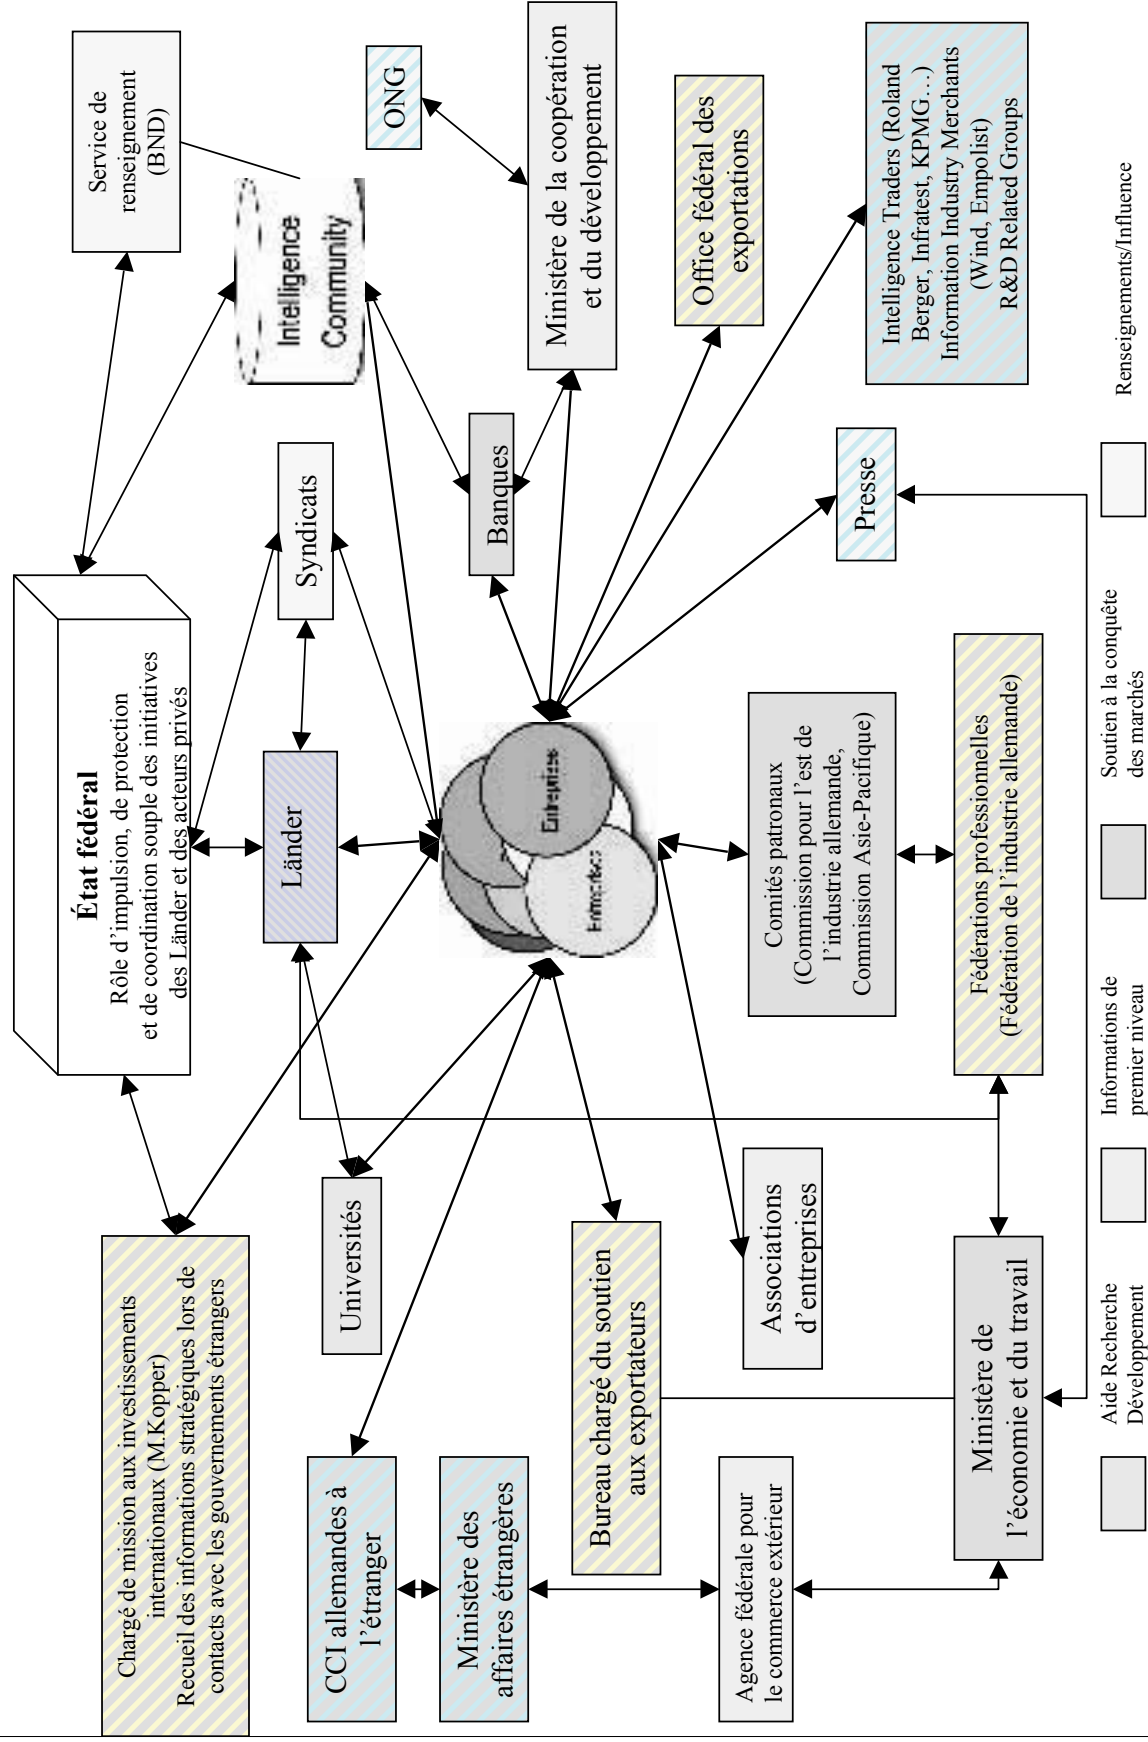 Chargé de mission aux investissements
internationaux (M.Kopper)
Recueil des informations stratégiques lors de
contacts avec les gouvernements étrangers
État fédéral
Rôle d'impulsion, de protection
et de coordination souple des initiatives
des Länder et des acteurs privés
Service de
renseignement
(BND)
Intelligence
Community
ONG
Syndicats
Länder
Universités
CCI allemandes à
l'étranger
Ministère des
affaires étrangères
Banques
Ministère de la coopération
et du développement
Entreprises
Entreprises
Bureau chargé du soutien
aux exportateurs
Office fédéral des
exportations
Agence fédérale pour
le commerce extérieur
Associations
d'entreprises
Comités patronaux
(Commission pour l'est de
l'industrie allemande,
Commission Asie-Pacifique)
Presse
Intelligence Traders (Roland
Berger, Infratest, KPMG…)
Information Industry Merchants
(Wind, Empolist)
R&D Related Groups
Ministère de
l'économie et du travail
Fédérations professionnelles
(Fédération de l'industrie allemande)
Aide Recherche
Développement
Informations de
premier niveau
Soutien à la conquête
des marchés
Renseignements/Influence